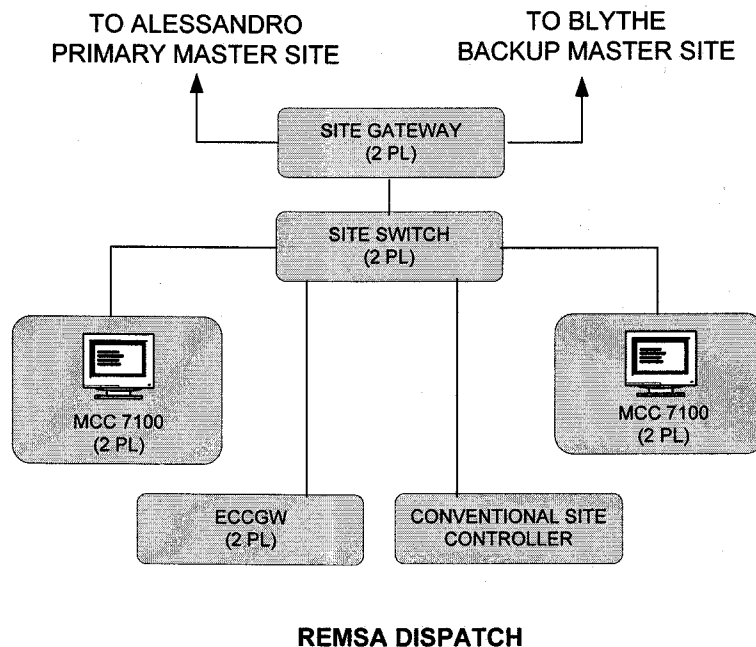 TO ALESSANDRO
PRIMARY MASTER SITE
TO BLYTHE
BACKUP MASTER SITE
SITE GATEWAY
(2 PL)
SITE SWITCH
(2 PL)
MCC 7100
(2 PL)
MCC 7100
(2 PL)
ECCGW
(2 PL)
CONVENTIONAL SITE
CONTROLLER
REMSA DISPATCH